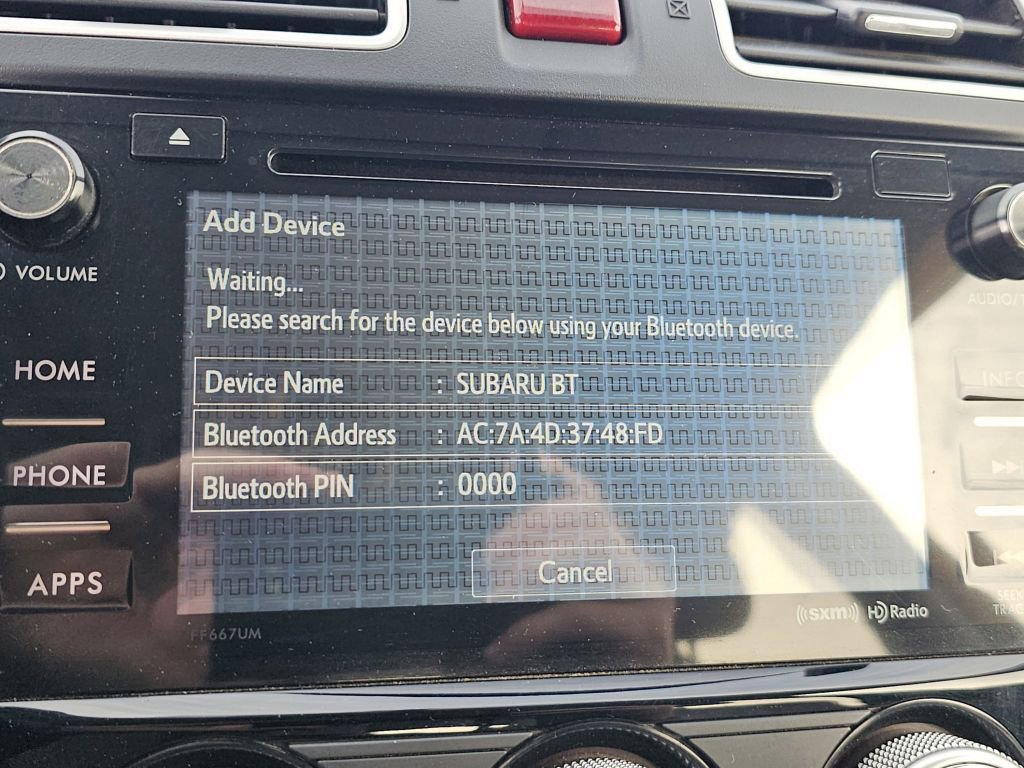 Add Device
Waiting...
Please search for the device below using your Bluetooth device.
Device Name : SUBARU BT
Bluetooth Address : AC:7A:4D:37:48:FD
Bluetooth PIN : 0000
Cancel
VOLUME
HOME
PHONE
APPS
FF667UM
((sxm)) HD Radio
AUDIO/
INFO
SEEK
TRACK